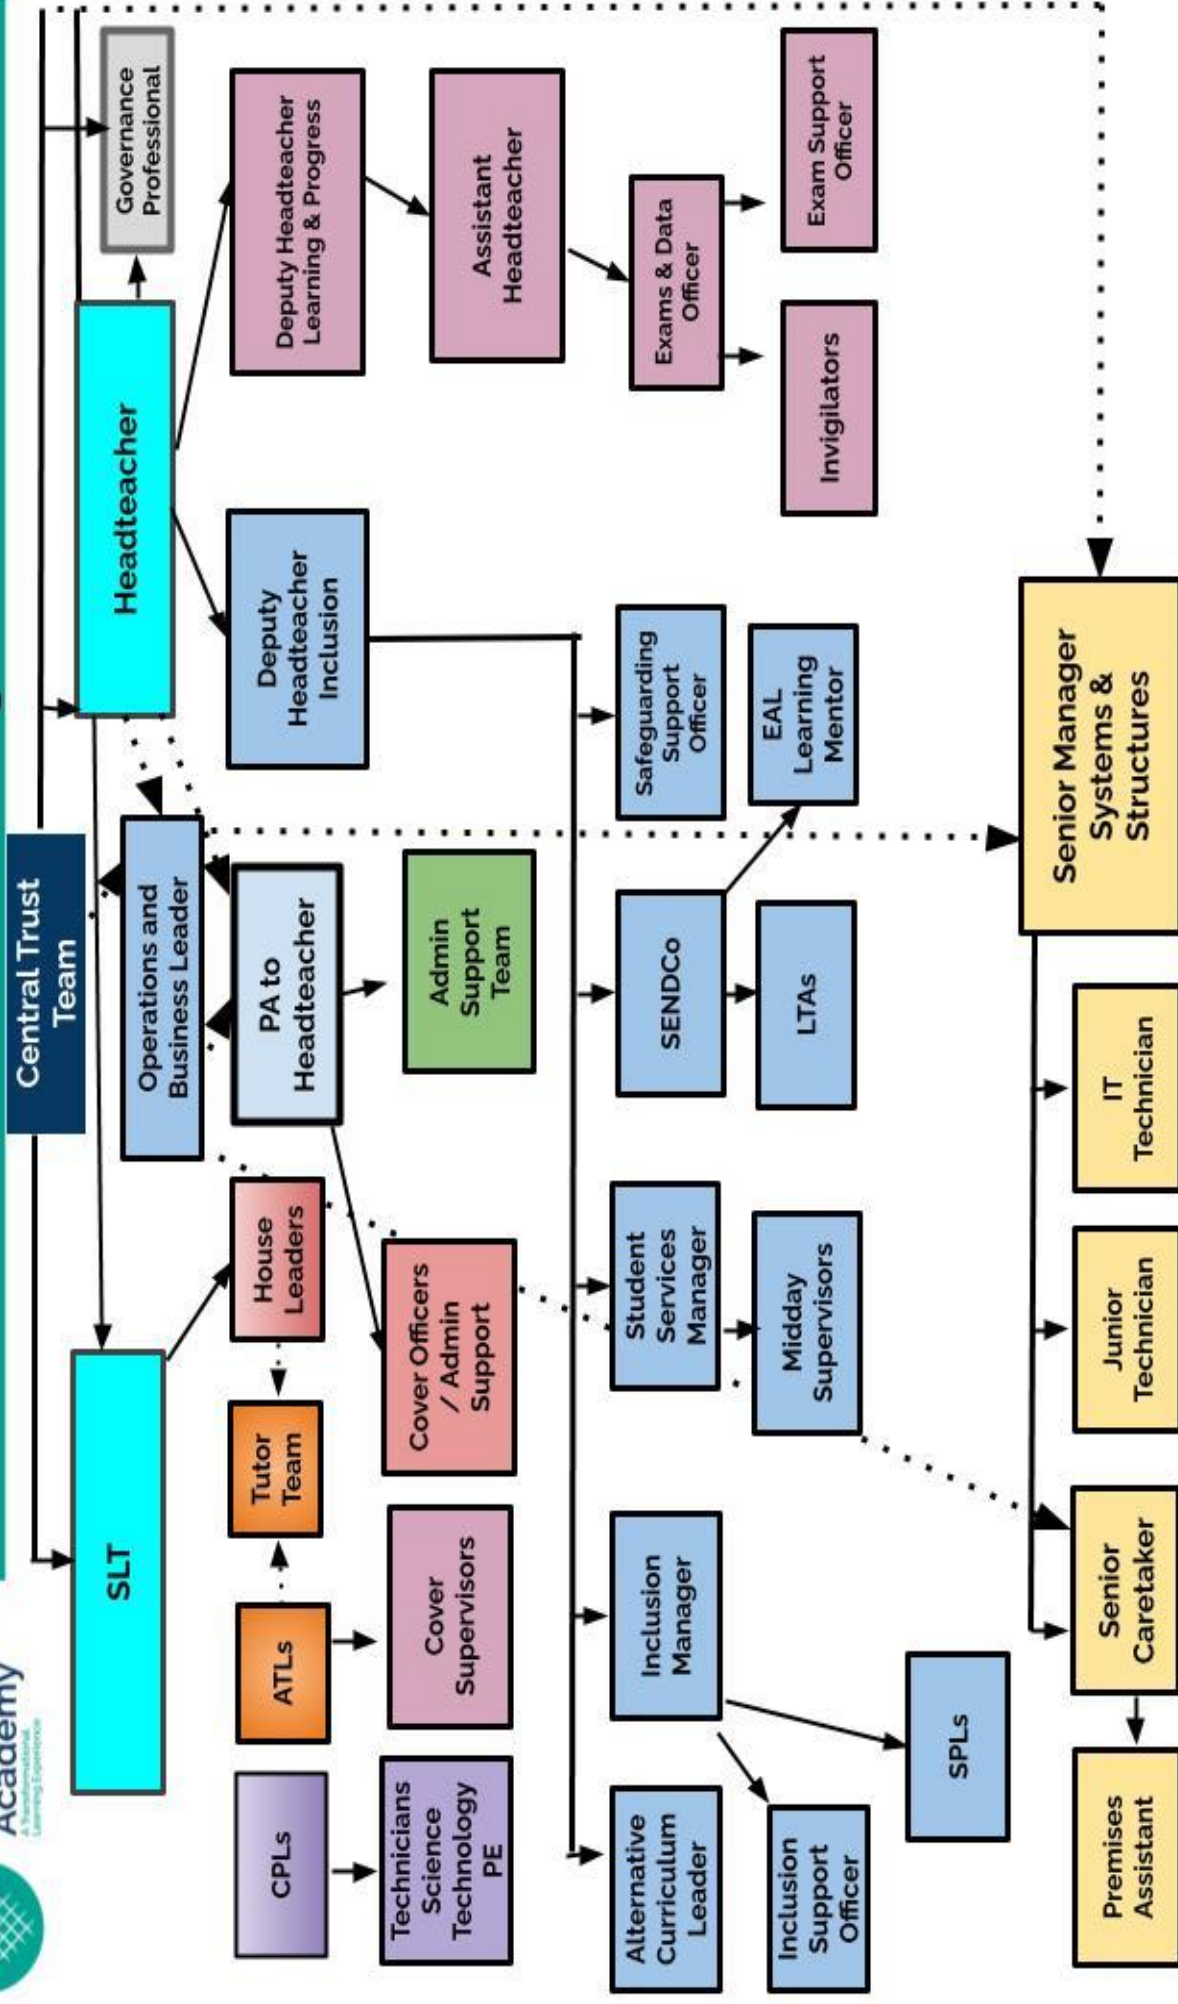 Academy
A Transformational
Learning Experience
Central Trust
Team
SLT
Headteacher
Governance
Professional
Operations and
Business Leader
CPLs
ATLs
Tutor
Team
House
Leaders
PA to
Headteacher
Deputy
Headteacher
Inclusion
Deputy Headteacher
Learning & Progress
Technicians
Science
Technology
PE
Cover
Supervisors
Cover Officers
/ Admin
Support
Admin
Support
Team
Assistant
Headteacher
Alternative
Curriculum
Leader
Inclusion
Manager
Student
Services
Manager
SENDCo
Safeguarding
Support
Officer
Exams & Data
Officer
Inclusion
Support
Officer
Midday
Supervisors
LTAs
EAL
Learning
Mentor
Invigilators
Exam Support
Officer
SPLs
Senior Manager
Systems &
Structures
Premises
Assistant
Senior
Caretaker
Junior
Technician
IT
Technician